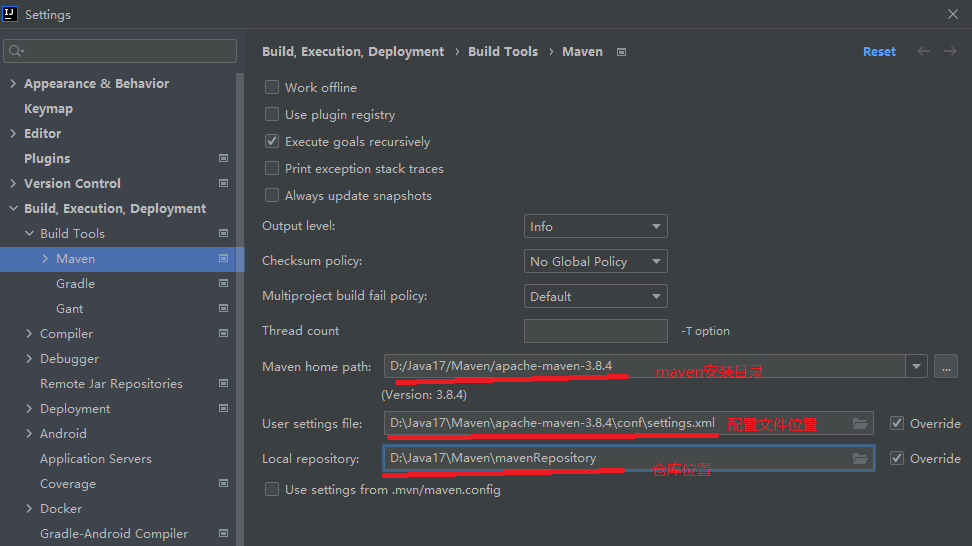 Settings
Appearance & Behavior
Keymap
Editor
Plugins
Version Control
Build, Execution, Deployment
Build Tools
Maven
Gradle
Gant
Compiler
Debugger
Remote Jar Repositories
Deployment
Android
Application Servers
Coverage
Docker
Gradle-Android Compiler
Build, Execution, Deployment › Build Tools › Maven
Reset
Work offline
Use plugin registry
Execute goals recursively
Print exception stack traces
Always update snapshots
Output level: Info
Checksum policy: No Global Policy
Multiproject build fail policy: Default
Thread count -T option
Maven home path: D:/Java17/Maven/apache-maven-3.8.4 maven安装目录 ...
(Version: 3.8.4)
User settings file: D:\Java17\Maven\apache-maven-3.8.4\conf\settings.xml 配置文件位置 Override
Local repository: D:\Java17\Maven\mavenRepository 仓库位置 Override
Use settings from .mvn/maven.config